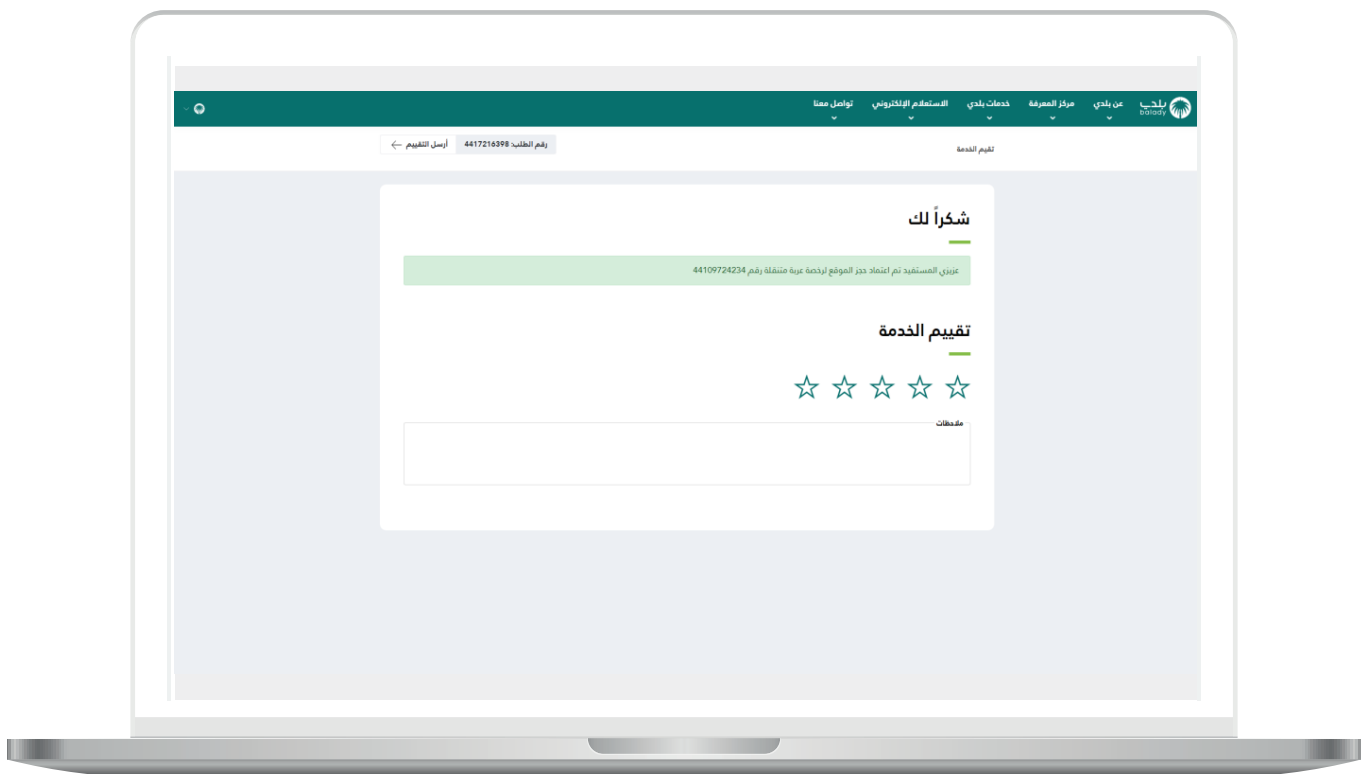 بلدي
balady
عن بلدي
مركز المعرفة
خدمات بلدي
الاستعلام الإلكتروني
تواصل معنا
تقيم الخدمة
رقم الطلب: 4417216398
أرسل التقييم
شكراً لك
عزيزي المستفيد تم اعتماد حجز الموقع لرخصة عربة متنقلة رقم 44109724234
تقييم الخدمة
ملاحظات